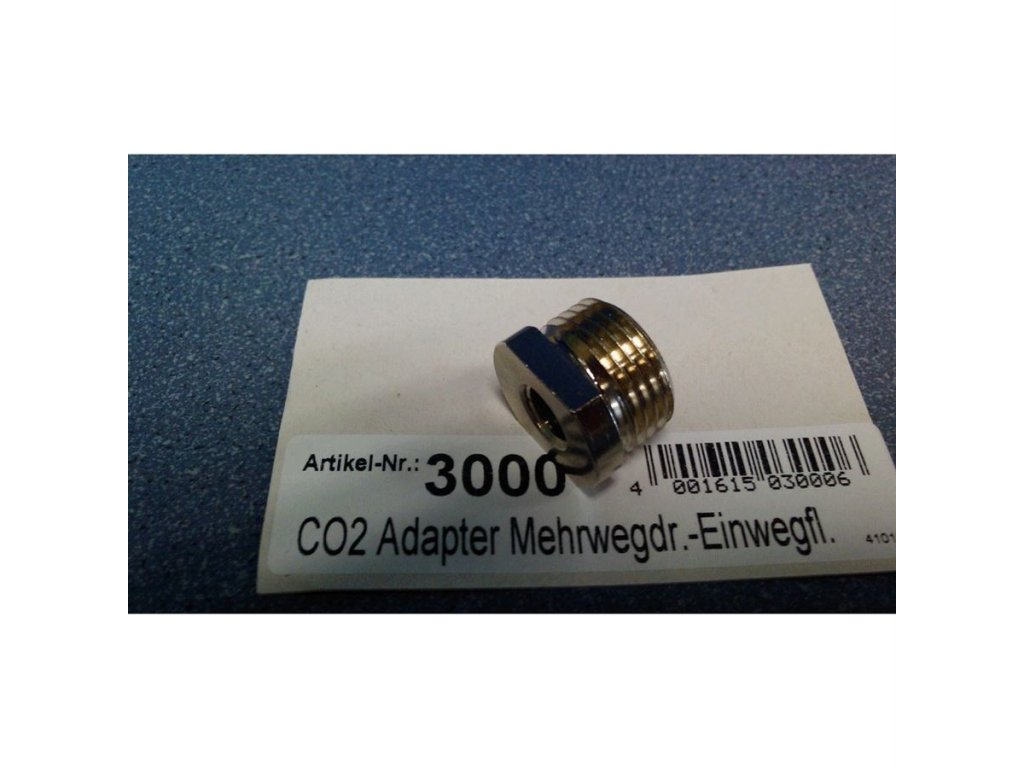 Artikel-Nr.: 3000
4 001615 030006
CO2 Adapter Mehrwegdr.-Einwegfl.